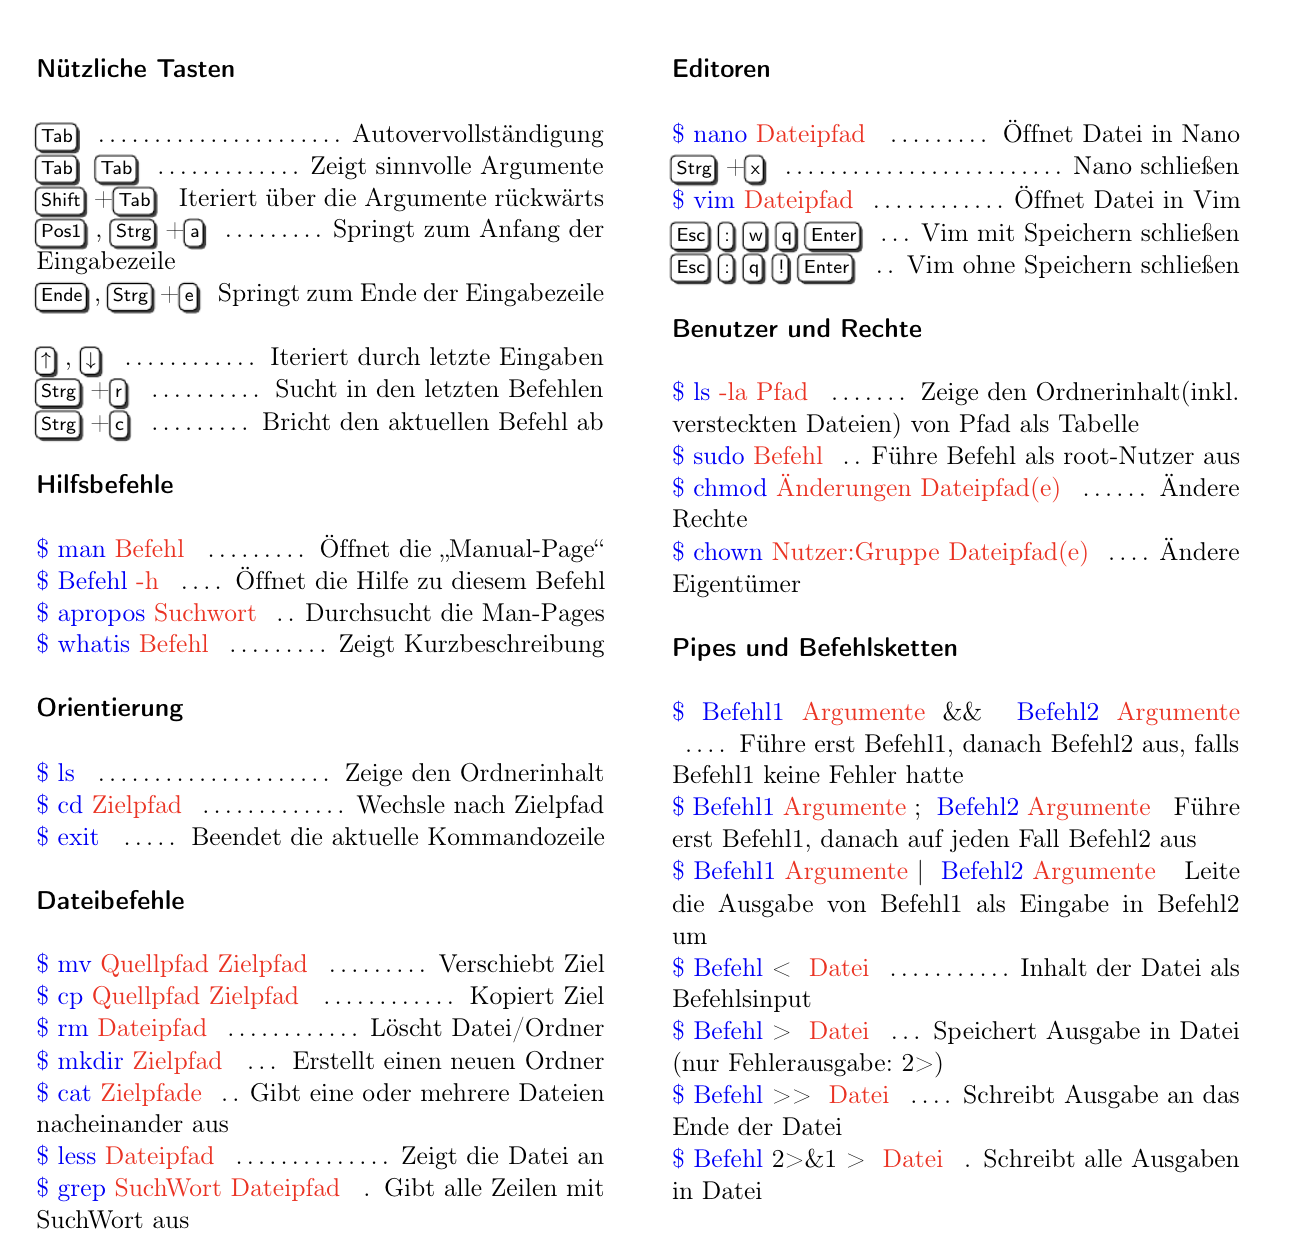 Nützliche Tasten
Tab ...................... Autovervollständigung
Tab Tab ............. Zeigt sinnvolle Argumente
Shift +Tab Iteriert über die Argumente rückwärts
Pos1 , Strg +a ......... Springt zum Anfang der
Eingabezeile
Ende , Strg +e Springt zum Ende der Eingabezeile
↑ , ↓ ............ Iteriert durch letzte Eingaben
Strg +r .......... Sucht in den letzten Befehlen
Strg +c ......... Bricht den aktuellen Befehl ab
Hilfsbefehle
$ man Befehl ......... Öffnet die „Manual-Page“
$ Befehl -h .... Öffnet die Hilfe zu diesem Befehl
$ apropos Suchwort .. Durchsucht die Man-Pages
$ whatis Befehl ......... Zeigt Kurzbeschreibung
Orientierung
$ ls ..................... Zeige den Ordnerinhalt
$ cd Zielpfad ............. Wechsle nach Zielpfad
$ exit ..... Beendet die aktuelle Kommandozeile
Dateibefehle
$ mv Quellpfad Zielpfad ......... Verschiebt Ziel
$ cp Quellpfad Zielpfad ............ Kopiert Ziel
$ rm Dateipfad ............ Löscht Datei/Ordner
$ mkdir Zielpfad ... Erstellt einen neuen Ordner
$ cat Zielpfade .. Gibt eine oder mehrere Dateien
nacheinander aus
$ less Dateipfad .............. Zeigt die Datei an
$ grep SuchWort Dateipfad . Gibt alle Zeilen mit
SuchWort aus
Editoren
$ nano Dateipfad ......... Öffnet Datei in Nano
Strg +x ......................... Nano schließen
$ vim Dateipfad ............ Öffnet Datei in Vim
Esc : w q Enter ... Vim mit Speichern schließen
Esc : q ! Enter .. Vim ohne Speichern schließen
Benutzer und Rechte
$ ls -la Pfad ....... Zeige den Ordnerinhalt(inkl.
versteckten Dateien) von Pfad als Tabelle
$ sudo Befehl .. Führe Befehl als root-Nutzer aus
$ chmod Änderungen Dateipfad(e) ...... Ändere
Rechte
$ chown Nutzer:Gruppe Dateipfad(e) .... Ändere
Eigentümer
Pipes und Befehlsketten
$ Befehl1 Argumente && Befehl2 Argumente
.... Führe erst Befehl1, danach Befehl2 aus, falls
Befehl1 keine Fehler hatte
$ Befehl1 Argumente ; Befehl2 Argumente Führe
erst Befehl1, danach auf jeden Fall Befehl2 aus
$ Befehl1 Argumente | Befehl2 Argumente Leite
die Ausgabe von Befehl1 als Eingabe in Befehl2
um
$ Befehl < Datei ........... Inhalt der Datei als
Befehlsinput
$ Befehl > Datei ... Speichert Ausgabe in Datei
(nur Fehlerausgabe: 2>)
$ Befehl >> Datei .... Schreibt Ausgabe an das
Ende der Datei
$ Befehl 2>&1 > Datei . Schreibt alle Ausgaben
in Datei